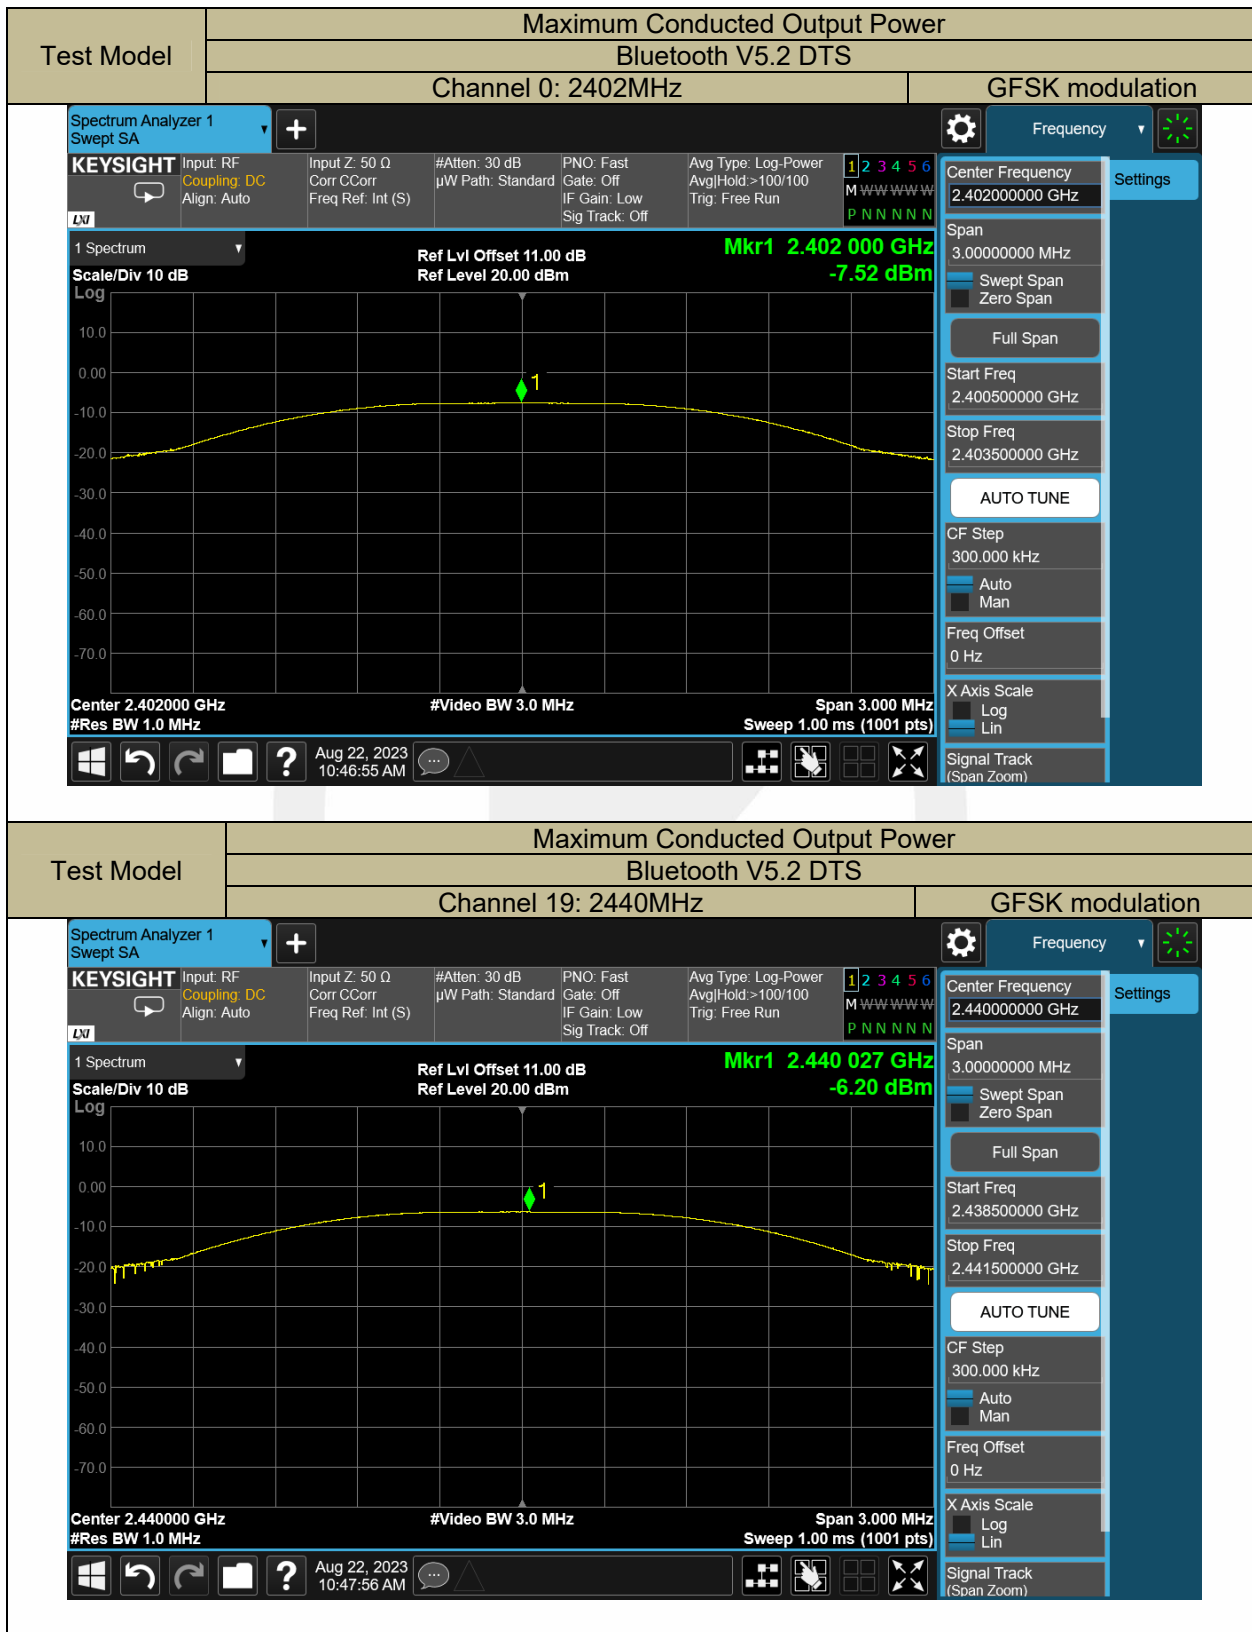 Test Model
Maximum Conducted Output Power
Bluetooth V5.2 DTS
Channel 0: 2402MHz
GFSK modulation
Spectrum Analyzer 1
Swept SA
Frequency
KEYSIGHT
LXI
Input: RF
Coupling: DC
Align: Auto
Input Z: 50 Ω
Corr CCorr
Freq Ref: Int (S)
#Atten: 30 dB
µW Path: Standard
PNO: Fast
Gate: Off
IF Gain: Low
Sig Track: Off
Avg Type: Log-Power
Avg|Hold:>100/100
Trig: Free Run
1 2 3 4 5 6
M W W W W W
P N N N N N
1 Spectrum
Scale/Div 10 dB
Log
Ref Lvl Offset 11.00 dB
Ref Level 20.00 dBm
Mkr1 2.402 000 GHz
-7.52 dBm
1
10.0
0.00
-10.0
-20.0
-30.0
-40.0
-50.0
-60.0
-70.0
Center 2.402000 GHz
#Res BW 1.0 MHz
#Video BW 3.0 MHz
Span 3.000 MHz
Sweep 1.00 ms (1001 pts)
Aug 22, 2023
10:46:55 AM
Center Frequency
2.402000000 GHz
Settings
Span
3.00000000 MHz
Swept Span
Zero Span
Full Span
Start Freq
2.400500000 GHz
Stop Freq
2.403500000 GHz
AUTO TUNE
CF Step
300.000 kHz
Auto
Man
Freq Offset
0 Hz
X Axis Scale
Log
Lin
Signal Track
(Span Zoom)
Test Model
Maximum Conducted Output Power
Bluetooth V5.2 DTS
Channel 19: 2440MHz
GFSK modulation
Spectrum Analyzer 1
Swept SA
Frequency
KEYSIGHT
LXI
Input: RF
Coupling: DC
Align: Auto
Input Z: 50 Ω
Corr CCorr
Freq Ref: Int (S)
#Atten: 30 dB
µW Path: Standard
PNO: Fast
Gate: Off
IF Gain: Low
Sig Track: Off
Avg Type: Log-Power
Avg|Hold:>100/100
Trig: Free Run
1 2 3 4 5 6
M W W W W W
P N N N N N
1 Spectrum
Scale/Div 10 dB
Log
Ref Lvl Offset 11.00 dB
Ref Level 20.00 dBm
Mkr1 2.440 027 GHz
-6.20 dBm
1
10.0
0.00
-10.0
-20.0
-30.0
-40.0
-50.0
-60.0
-70.0
Center 2.440000 GHz
#Res BW 1.0 MHz
#Video BW 3.0 MHz
Span 3.000 MHz
Sweep 1.00 ms (1001 pts)
Aug 22, 2023
10:47:56 AM
Center Frequency
2.440000000 GHz
Settings
Span
3.00000000 MHz
Swept Span
Zero Span
Full Span
Start Freq
2.438500000 GHz
Stop Freq
2.441500000 GHz
AUTO TUNE
CF Step
300.000 kHz
Auto
Man
Freq Offset
0 Hz
X Axis Scale
Log
Lin
Signal Track
(Span Zoom)